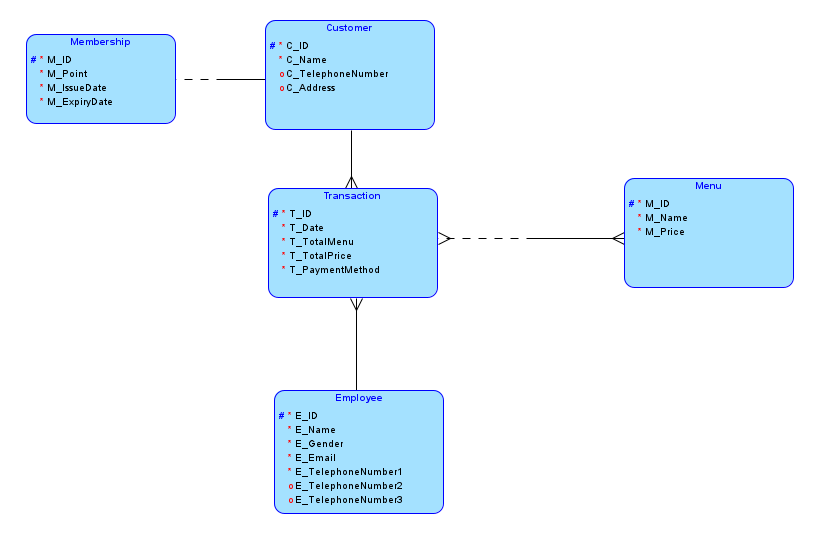 Membership
# * M_ID
* M_Point
* M_IssueDate
* M_ExpiryDate
Customer
# * C_ID
* C_Name
o C_TelephoneNumber
o C_Address
Transaction
# * T_ID
* T_Date
* T_TotalMenu
* T_TotalPrice
* T_PaymentMethod
Menu
# * M_ID
* M_Name
* M_Price
Employee
# * E_ID
* E_Name
* E_Gender
* E_Email
* E_TelephoneNumber1
o E_TelephoneNumber2
o E_TelephoneNumber3